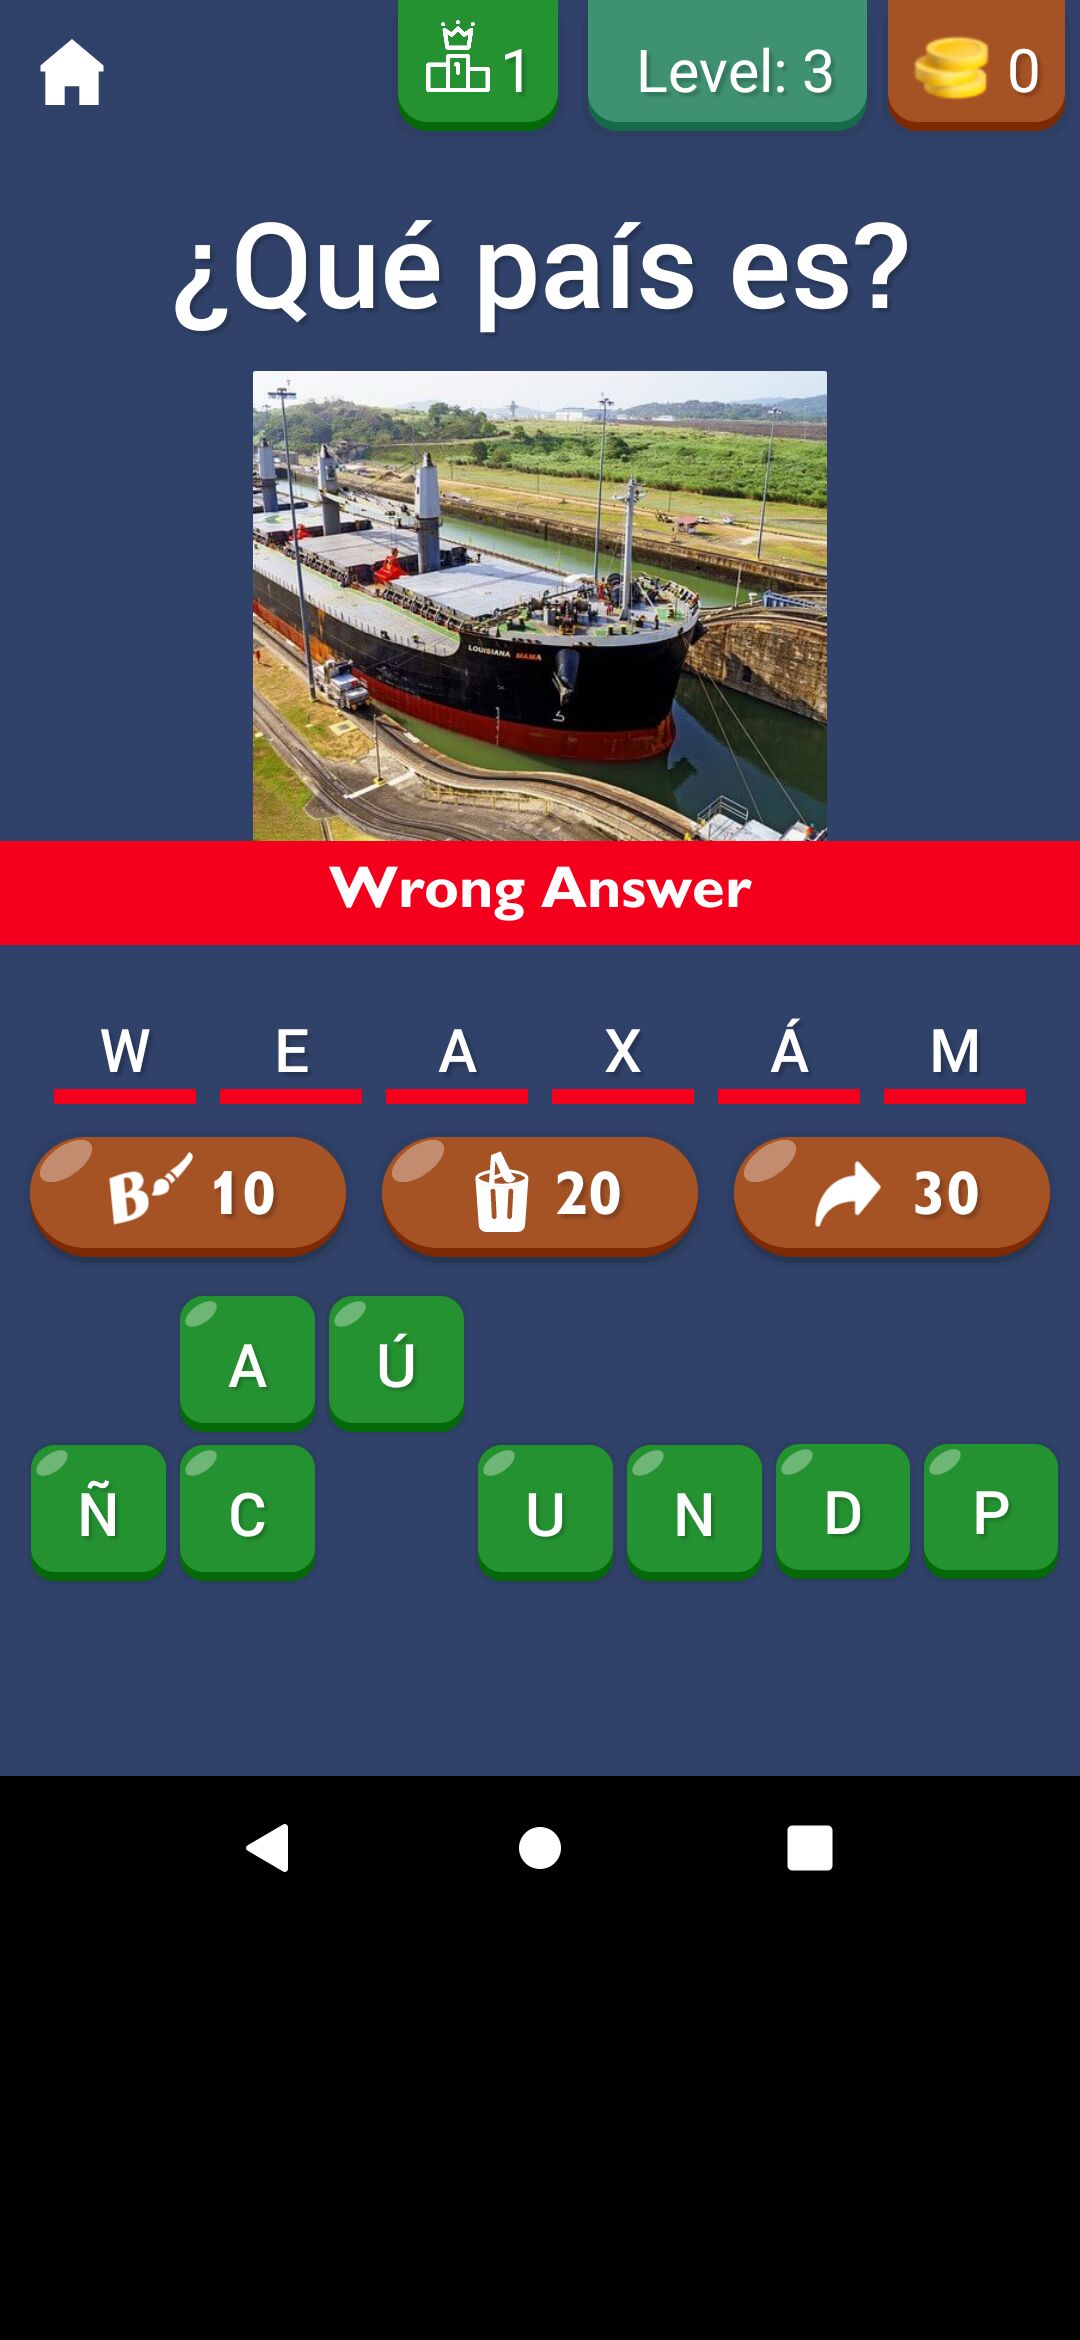 1
Level: 3
0
¿Qué país es?
LOUISIANA MAMA
Wrong Answer
W E A X Á M
B 10
20
30
A Ú
Ñ C U N D P